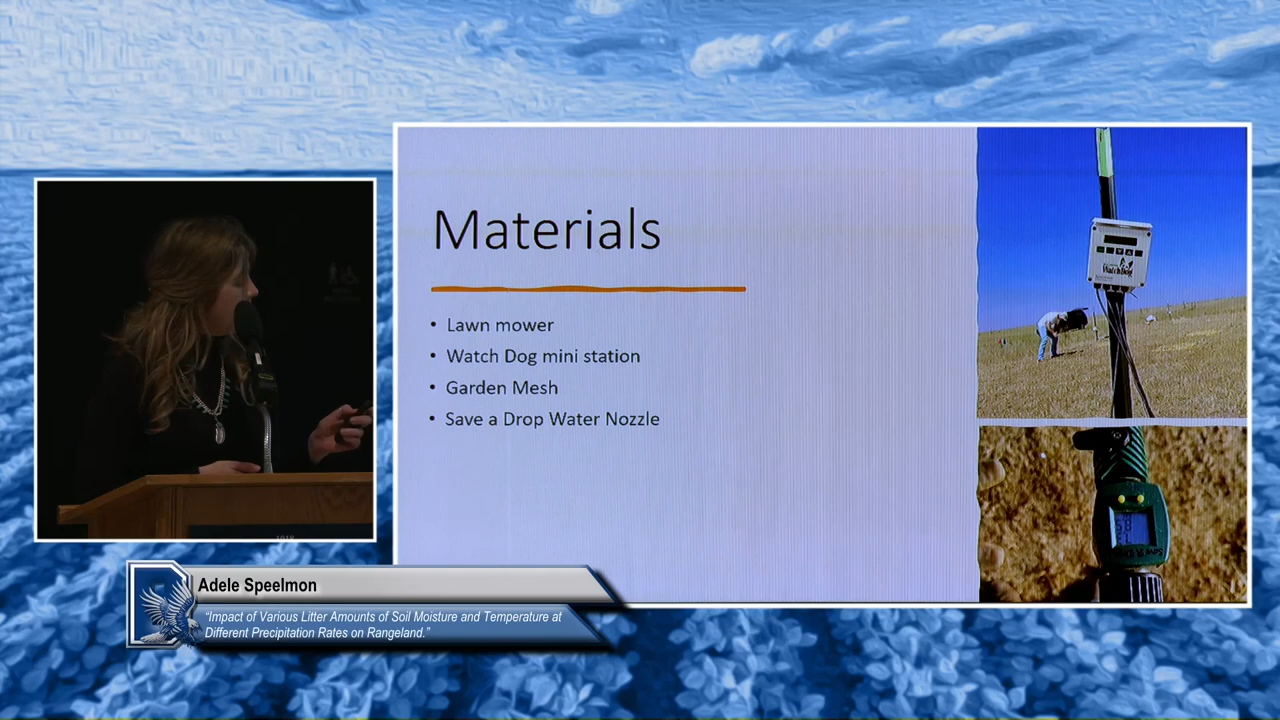 Materials
• Lawn mower
• Watch Dog mini station
• Garden Mesh
• Save a Drop Water Nozzle
WatchDog
Adele Speelmon
"Impact of Various Litter Amounts of Soil Moisture and Temperature at
Different Precipitation Rates on Rangeland."